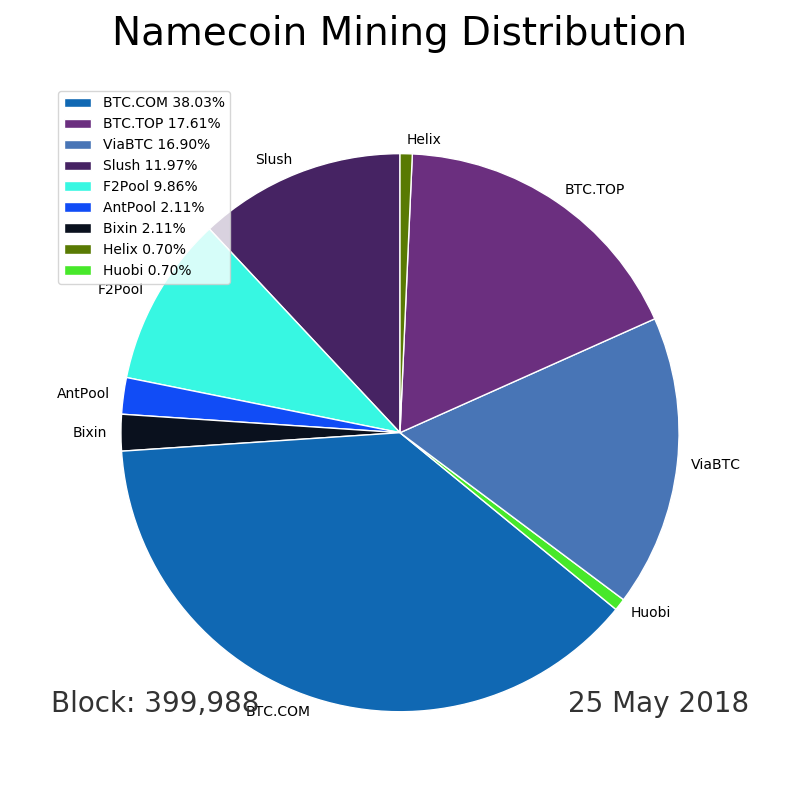 Namecoin Mining Distribution
BTC.COM 38.03%
BTC.TOP 17.61%
ViaBTC 16.90%
Slush 11.97%
F2Pool 9.86%
AntPool 2.11%
Bixin 2.11%
Helix 0.70%
Huobi 0.70%
Helix
Slush
BTC.TOP
F2Pool
AntPool
Bixin
ViaBTC
Huobi
BTC.COM
Block: 399,988
25 May 2018